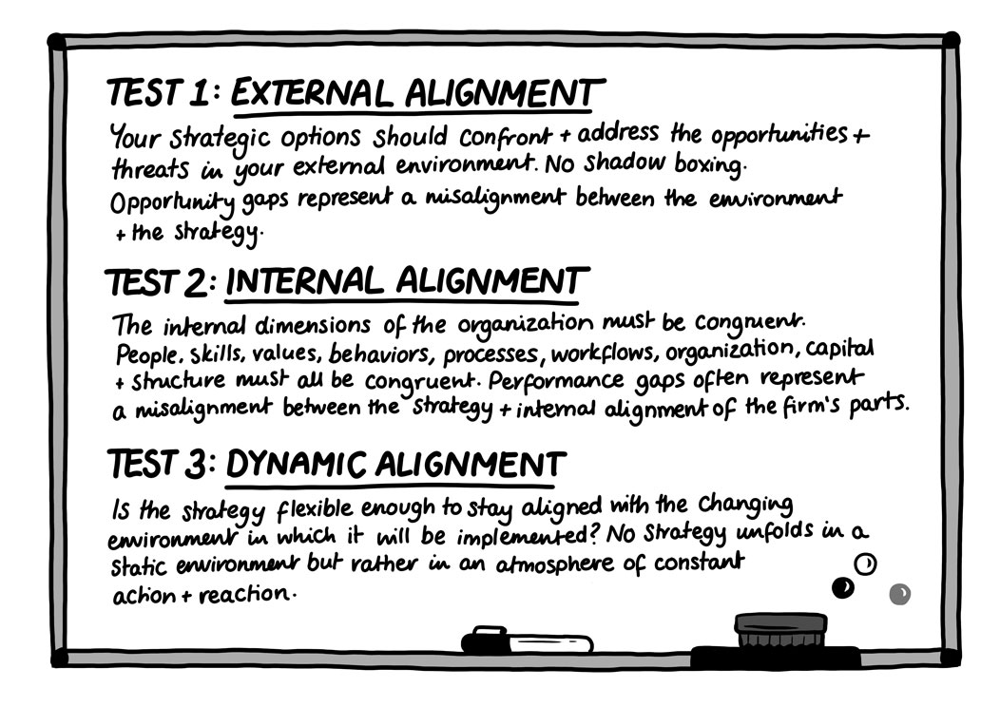 TEST 1: EXTERNAL ALIGNMENT
Your strategic options should confront + address the opportunities +
threats in your external environment. No shadow boxing.
Opportunity gaps represent a misalignment between the environment
+ the strategy.
TEST 2: INTERNAL ALIGNMENT
The internal dimensions of the organization must be congruent.
People, skills, values, behaviors, processes, workflows, organization, capital
+ structure must all be congruent. Performance gaps often represent
a misalignment between the strategy + internal alignment of the firm's parts.
TEST 3: DYNAMIC ALIGNMENT
Is the strategy flexible enough to stay aligned with the changing
environment in which it will be implemented? No strategy unfolds in a
static environment but rather in an atmosphere of constant
action + reaction.